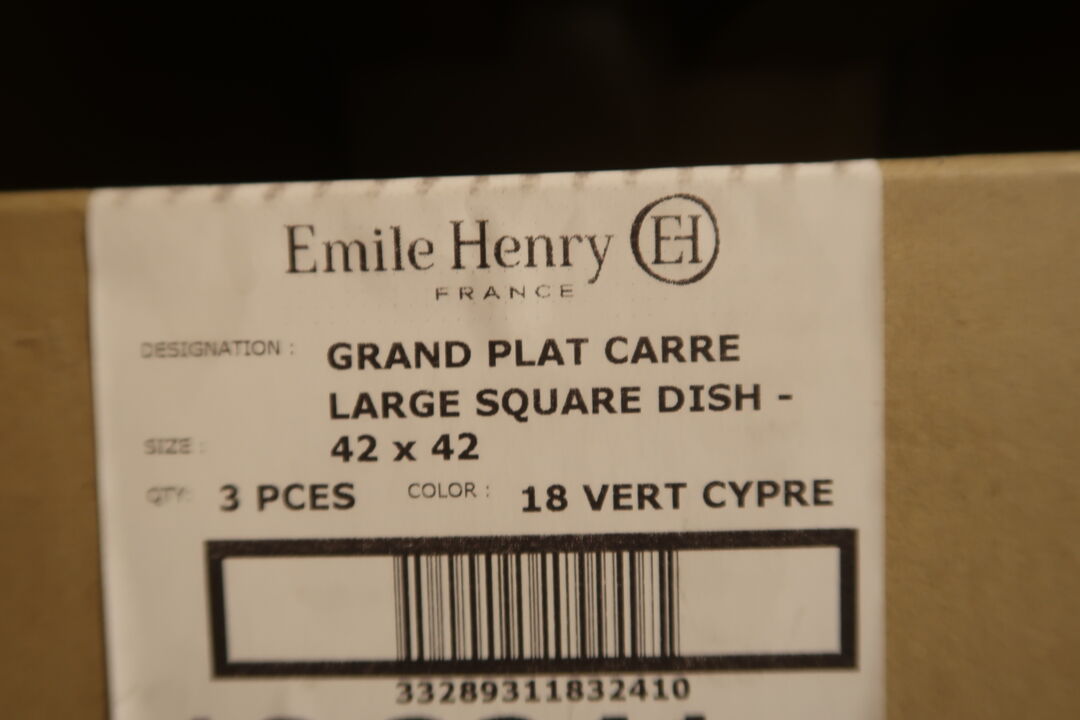 Emile Henry EH
FRANCE
DESIGNATION : GRAND PLAT CARRE
LARGE SQUARE DISH -
SIZE : 42 x 42
QTY: 3 PCES COLOR : 18 VERT CYPRE
33289311832410